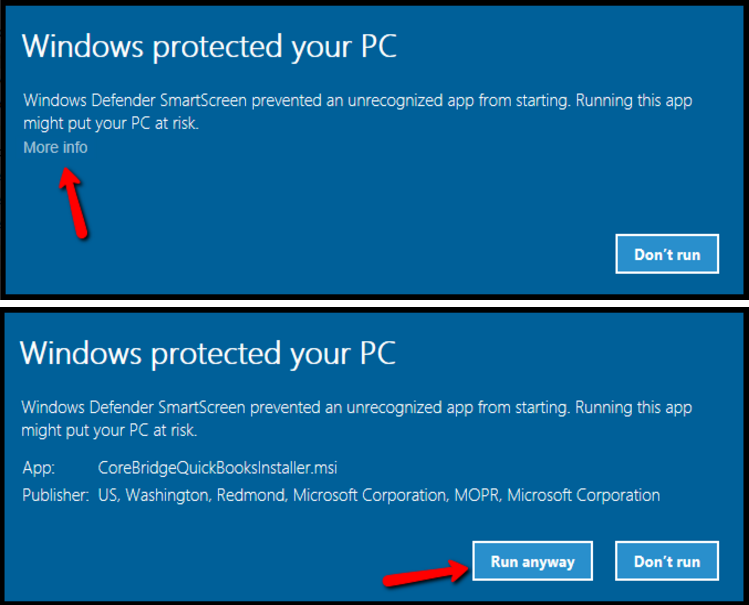 Windows protected your PC
Windows Defender SmartScreen prevented an unrecognized app from starting. Running this app
might put your PC at risk.
More info
Don't run
Windows protected your PC
Windows Defender SmartScreen prevented an unrecognized app from starting. Running this app
might put your PC at risk.
App: CoreBridgeQuickBooksInstaller.msi
Publisher: US, Washington, Redmond, Microsoft Corporation, MOPR, Microsoft Corporation
Run anyway Don't run